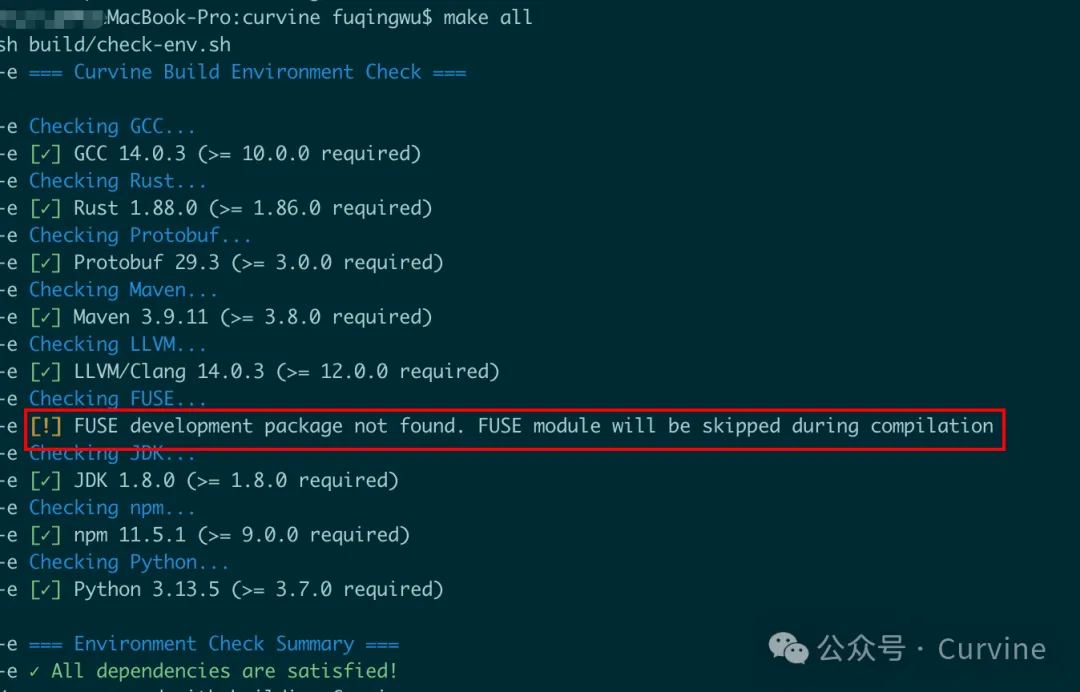 MacBook-Pro:curvine fuqingwu$ make all
sh build/check-env.sh
-e === Curvine Build Environment Check ===
-e Checking GCC...
-e [✓] GCC 14.0.3 (>= 10.0.0 required)
-e Checking Rust...
-e [✓] Rust 1.88.0 (>= 1.86.0 required)
-e Checking Protobuf...
-e [✓] Protobuf 29.3 (>= 3.0.0 required)
-e Checking Maven...
-e [✓] Maven 3.9.11 (>= 3.8.0 required)
-e Checking LLVM...
-e [✓] LLVM/Clang 14.0.3 (>= 12.0.0 required)
-e Checking FUSE...
-e [!] FUSE development package not found. FUSE module will be skipped during compilation
-e Checking JDK...
-e [✓] JDK 1.8.0 (>= 1.8.0 required)
-e Checking npm...
-e [✓] npm 11.5.1 (>= 9.0.0 required)
-e Checking Python...
-e [✓] Python 3.13.5 (>= 3.7.0 required)
-e === Environment Check Summary ===
-e ✓ All dependencies are satisfied!
公众号 · Curvine